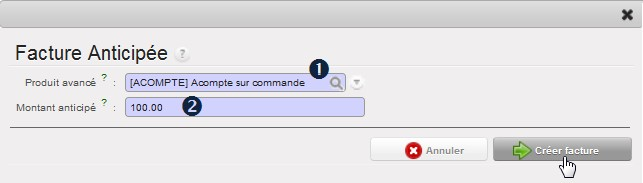 Facture Anticipée ?
Produit avancé ? : [ACOMPTE] Acompte sur commande 1
Montant anticipé ? : 100.00 2
Annuler Créer facture